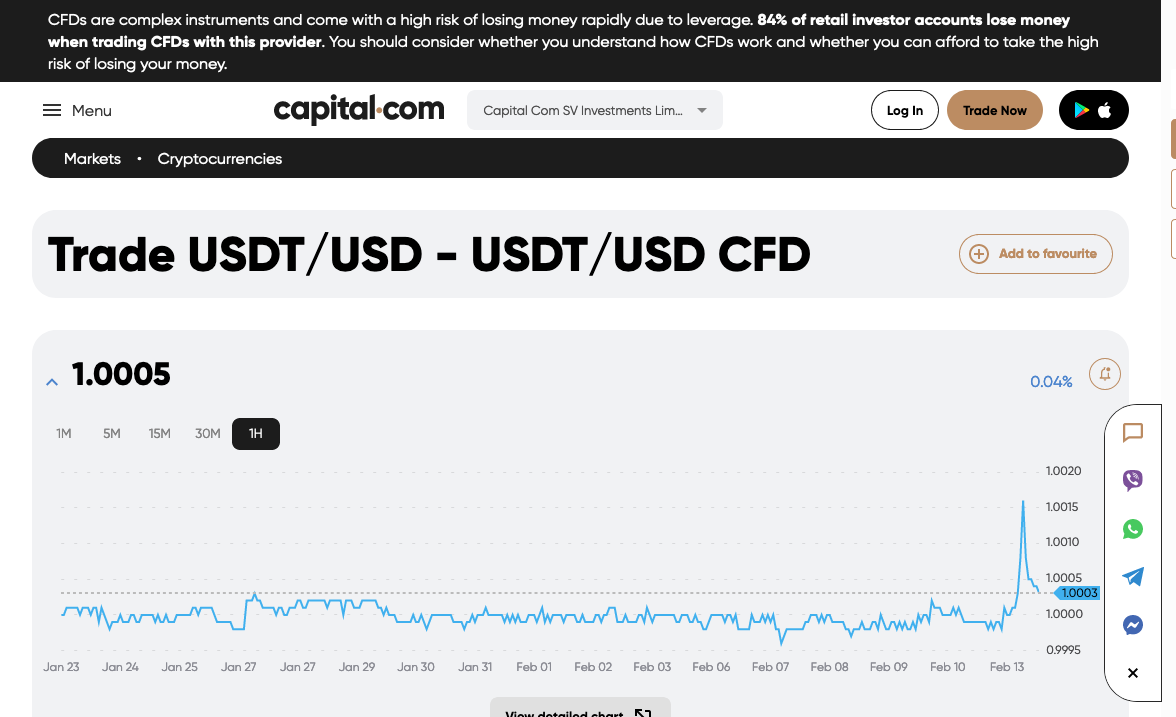 CFDs are complex instruments and come with a high risk of losing money rapidly due to leverage. 84% of retail investor accounts lose money
when trading CFDs with this provider. You should consider whether you understand how CFDs work and whether you can afford to take the high
risk of losing your money.
Menu
capital.com
Capital Com SV Investments Lim...
Log In
Trade Now
Markets • Cryptocurrencies
Trade USDT/USD - USDT/USD CFD
Add to favourite
1.0005
0.04%
1M 5M 15M 30M 1H
1.0020
1.0015
1.0010
1.0005
1.0003
1.0000
0.9995
Jan 23 Jan 24 Jan 25 Jan 27 Jan 27 Jan 29 Jan 30 Jan 31 Feb 01 Feb 02 Feb 03 Feb 06 Feb 07 Feb 08 Feb 09 Feb 10 Feb 13
View detailed chart